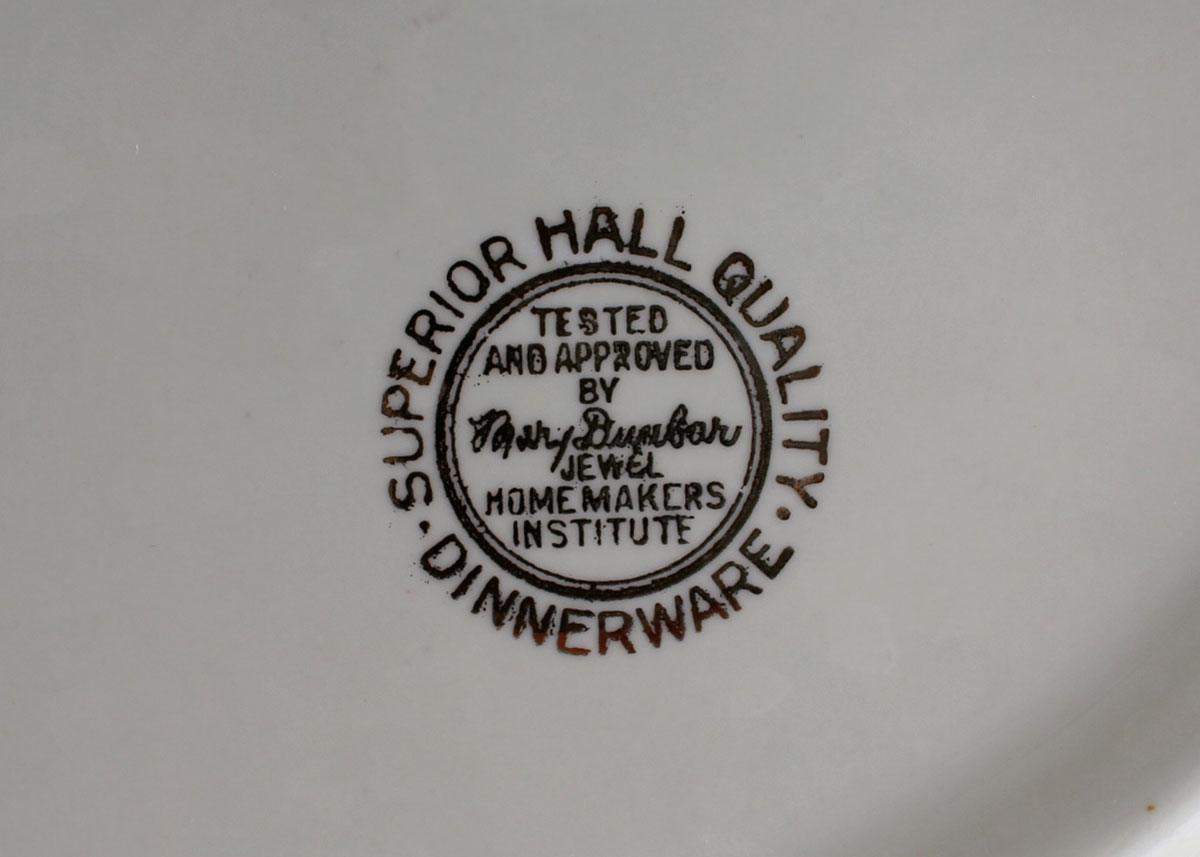 SUPERIOR HALL QUALITY
· DINNERWARE ·
TESTED
AND APPROVED
BY
Mary Dunbar
JEWEL
HOMEMAKERS
INSTITUTE